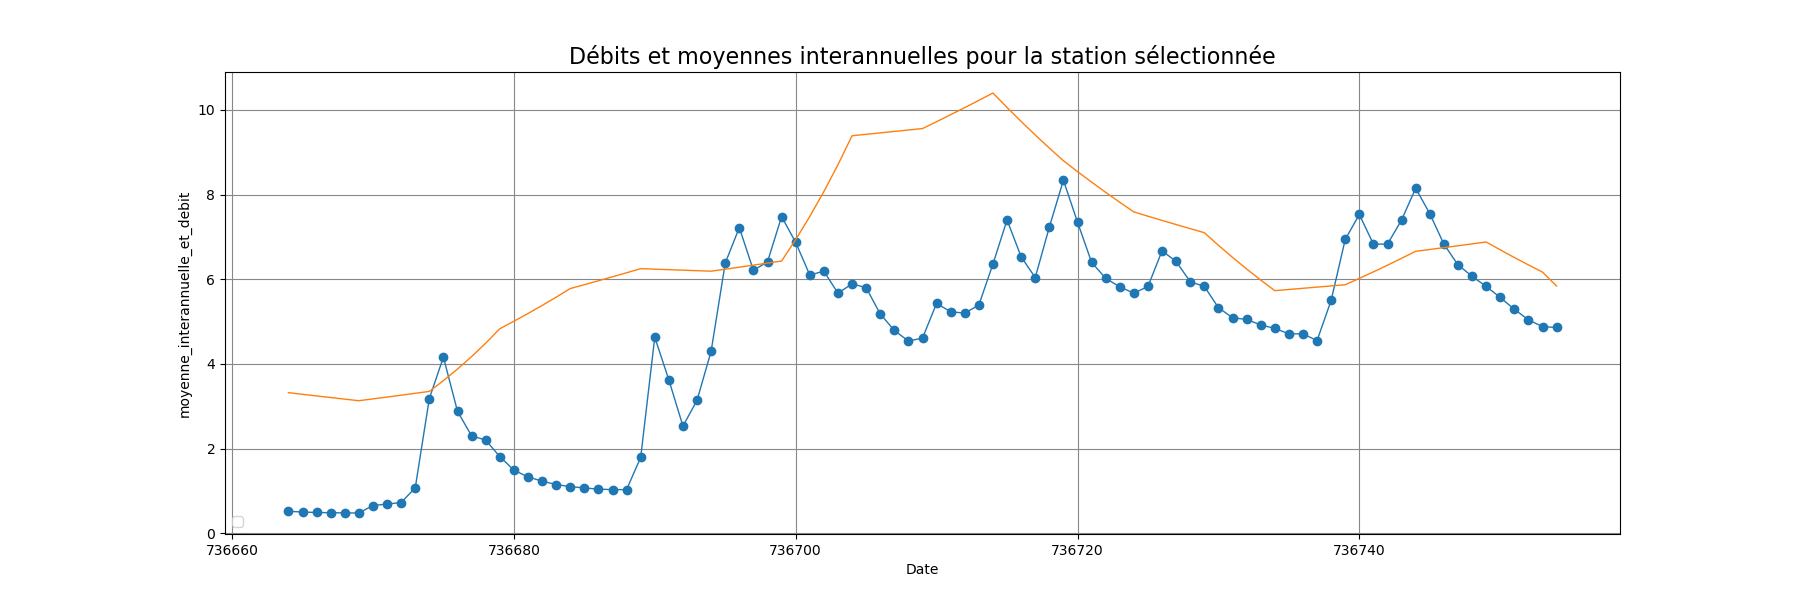 Débits et moyennes interannuelles pour la station sélectionnée
moyenne_interannuelle_et_debit
10
8
6
4
2
0
736660 736680 736700 736720 736740
Date